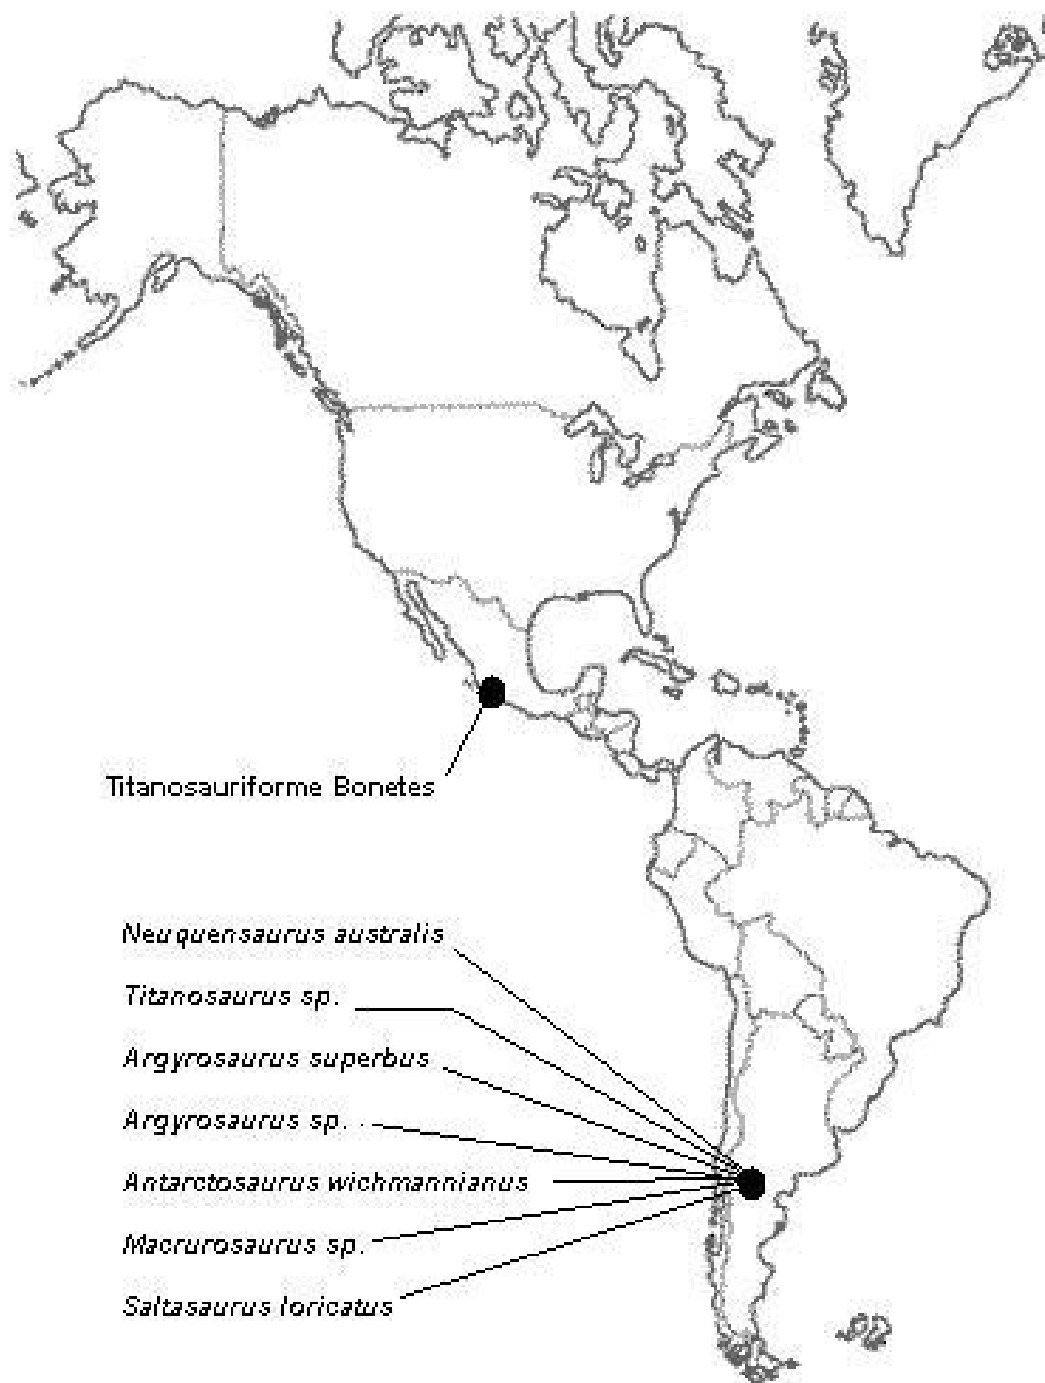 Titanosauriforme Bonetes
Neuquensaurus australis
Titanosaurus sp.
Argyrosaurus superbus
Argyrosaurus sp.
Antarctosaurus wichmannianus
Macrurosaurus sp.
Saltasaurus loricatus